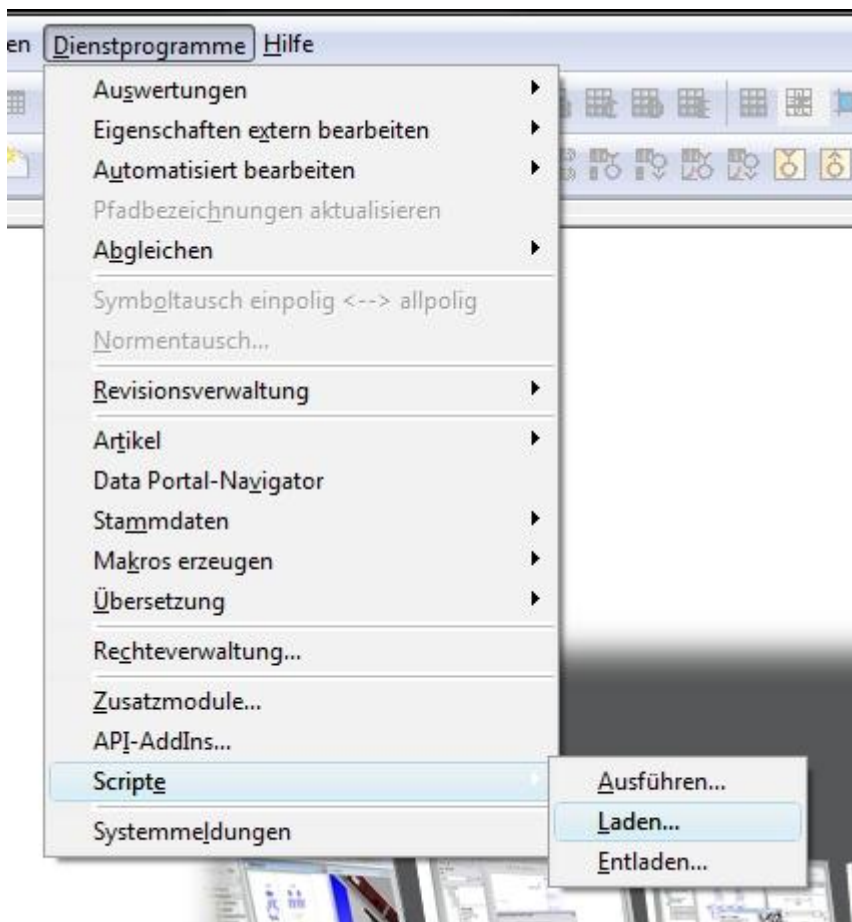 en Dienstprogramme Hilfe
Auswertungen
Eigenschaften extern bearbeiten
Automatisiert bearbeiten
Pfadbezeichnungen aktualisieren
Abgleichen
Symboltausch einpolig <--> allpolig
Normentausch...
Revisionsverwaltung
Artikel
Data Portal-Navigator
Stammdaten
Makros erzeugen
Übersetzung
Rechteverwaltung...
Zusatzmodule...
API-AddIns...
Scripte
Ausführen...
Laden...
Entladen...
Systemmeldungen